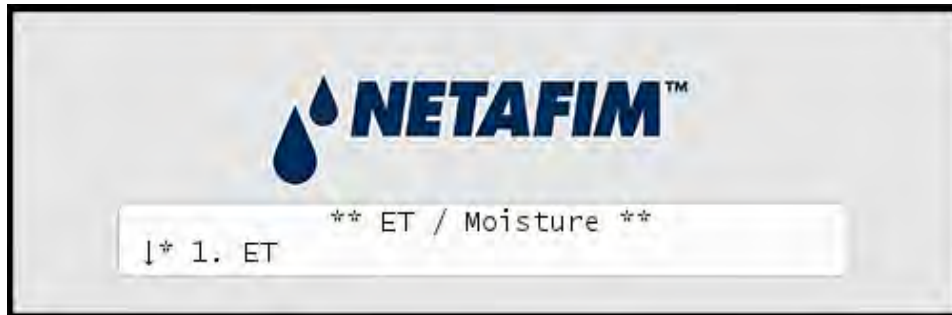 NETAFIM™
** ET / Moisture **
↓* 1. ET